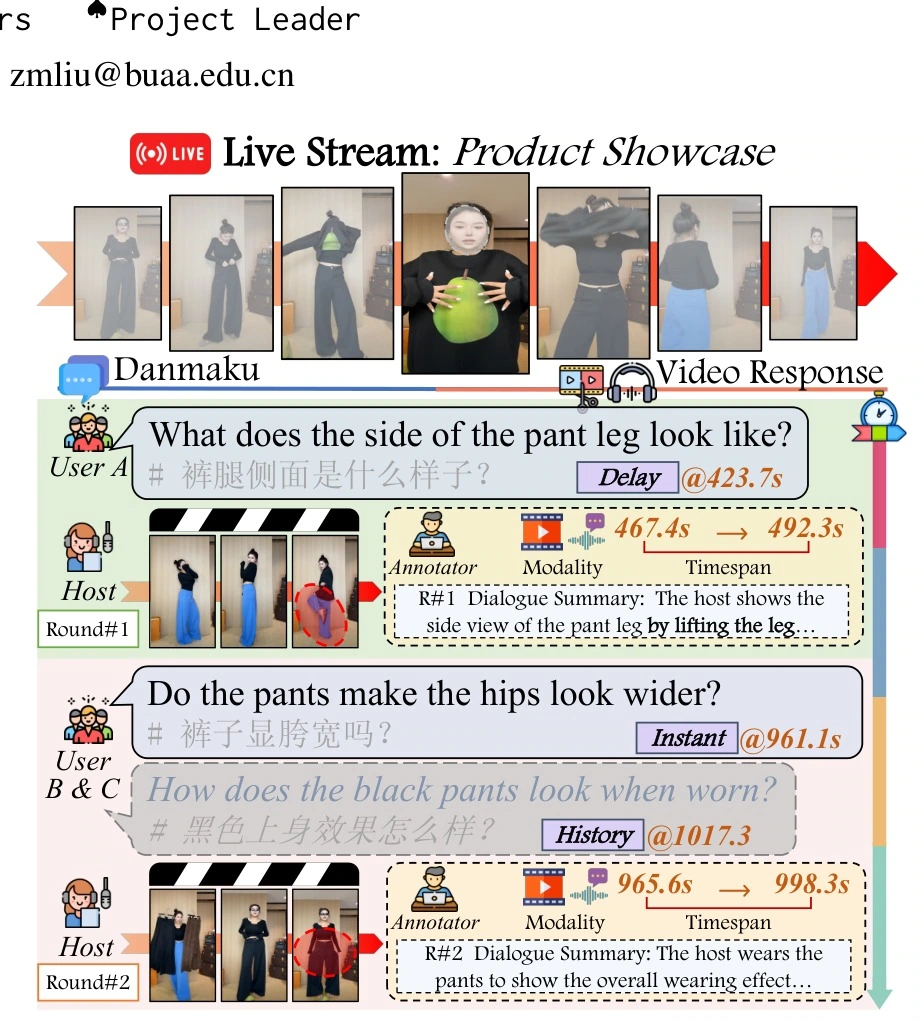 rs ♠Project Leader
zmliu@buaa.edu.cn
LIVE Live Stream: Product Showcase
Danmaku
Video Response
User A
What does the side of the pant leg look like?
# 裤腿侧面是什么样子?
Delay @423.7s
Host
Round#1
Annotator
Modality
467.4s → 492.3s
Timespan
R#1 Dialogue Summary: The host shows the
side view of the pant leg by lifting the leg...
User
B & C
Do the pants make the hips look wider?
# 裤子显胯宽吗?
Instant @961.1s
How does the black pants look when worn?
# 黑色上身效果怎么样?
History @1017.3
Host
Round#2
Annotator
Modality
965.6s → 998.3s
Timespan
R#2 Dialogue Summary: The host wears the
pants to show the overall wearing effect...